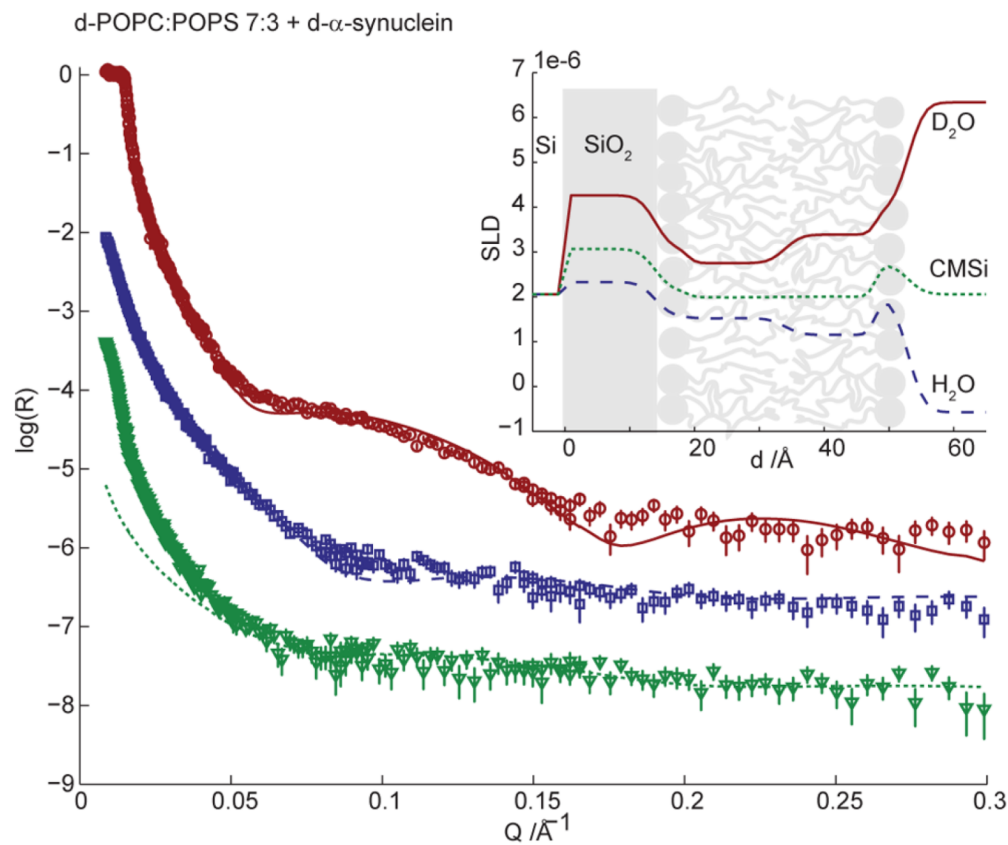 d-POPC:POPS 7:3 + d-α-synuclein
0
−1
−2
−3
−4
−5
−6
−7
−8
−9
log(R)
0
0.05
0.1
0.15
0.2
0.25
0.3
Q /Å⁻¹
1e-6
7
6
5
4
3
2
1
0
−1
SLD
Si
SiO₂
D₂O
CMSi
H₂O
0
20
40
60
d /Å